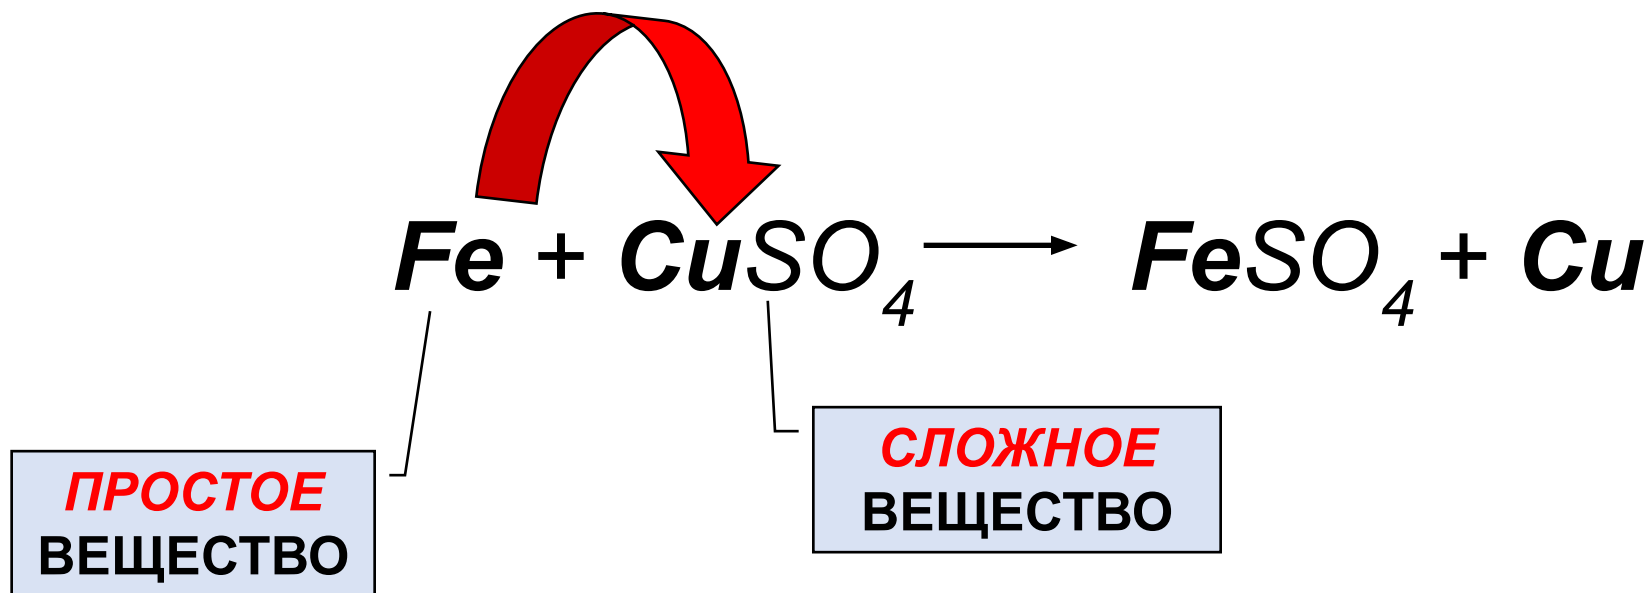 Fe + CuSO₄ → FeSO₄ + Cu
ПРОСТОЕ
ВЕЩЕСТВО
СЛОЖНОЕ
ВЕЩЕСТВО